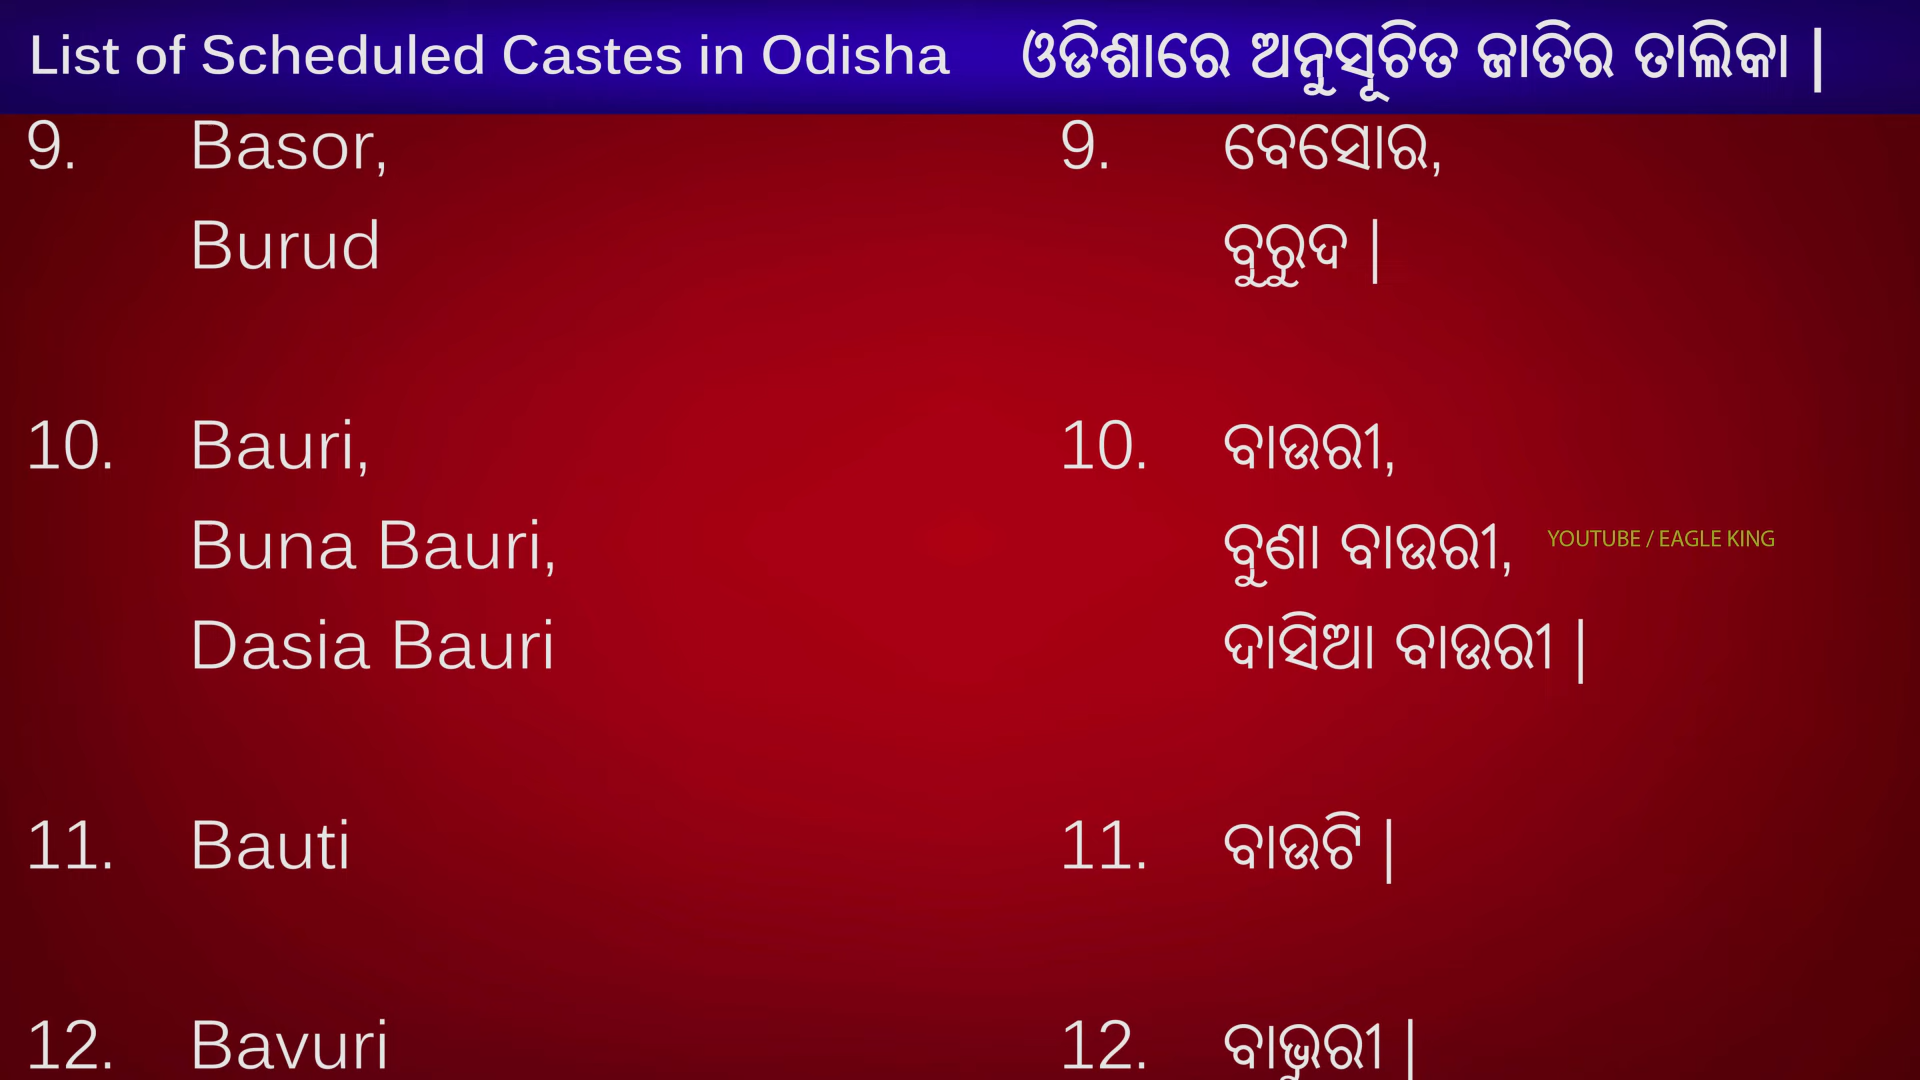 List of Scheduled Castes in Odisha ଓଡିଶାରେ ଅନୁସୂଚିତ ଜାତିର ତାଲିକା |
9. Basor, 9. ବେସୋର,
Burud ବୁରୁଦ |
10. Bauri, 10. ବାଉରୀ,
Buna Bauri, ବୁଣା ବାଉରୀ, YOUTUBE / EAGLE KING
Dasia Bauri ଦାସିଆ ବାଉରୀ |
11. Bauti 11. ବାଉଟି |
12. Bavuri 12. ବାଭୁରୀ |